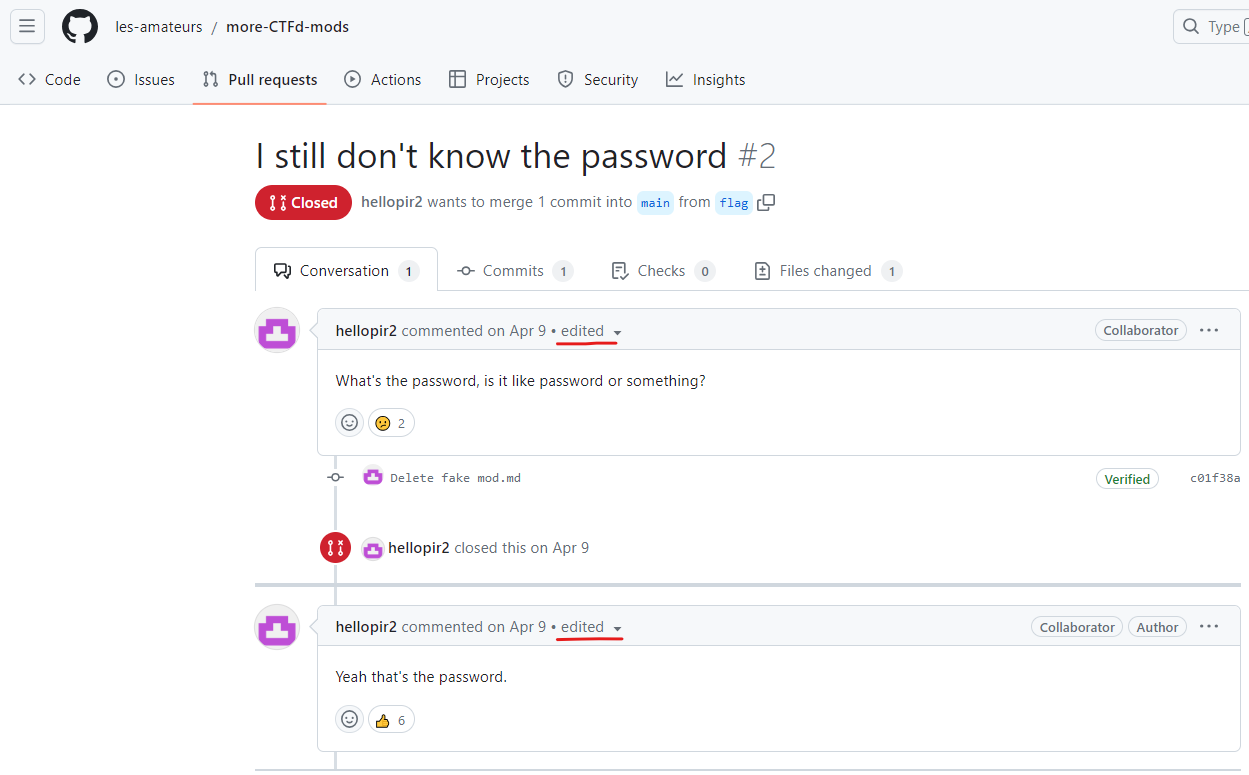 les-amateurs / more-CTFd-mods
Type /
Code Issues Pull requests Actions Projects Security Insights
I still don't know the password #2
Closed hellopir2 wants to merge 1 commit into main from flag
Conversation 1 Commits 1 Checks 0 Files changed 1
hellopir2 commented on Apr 9 • edited Collaborator ···
What's the password, is it like password or something?
2
Delete fake mod.md Verified c01f38a
hellopir2 closed this on Apr 9
hellopir2 commented on Apr 9 • edited Collaborator Author ···
Yeah that's the password.
6